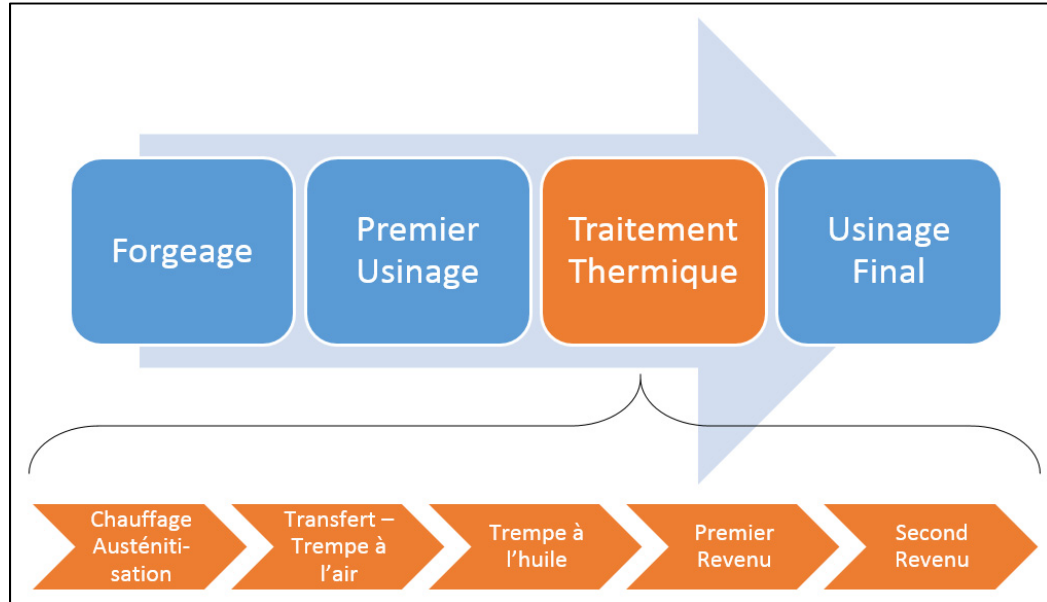 Forgeage
Premier
Usinage
Traitement
Thermique
Usinage
Final
Chauffage
Austéniti-
sation
Transfert –
Trempe à
l'air
Trempe à
l'huile
Premier
Revenu
Second
Revenu